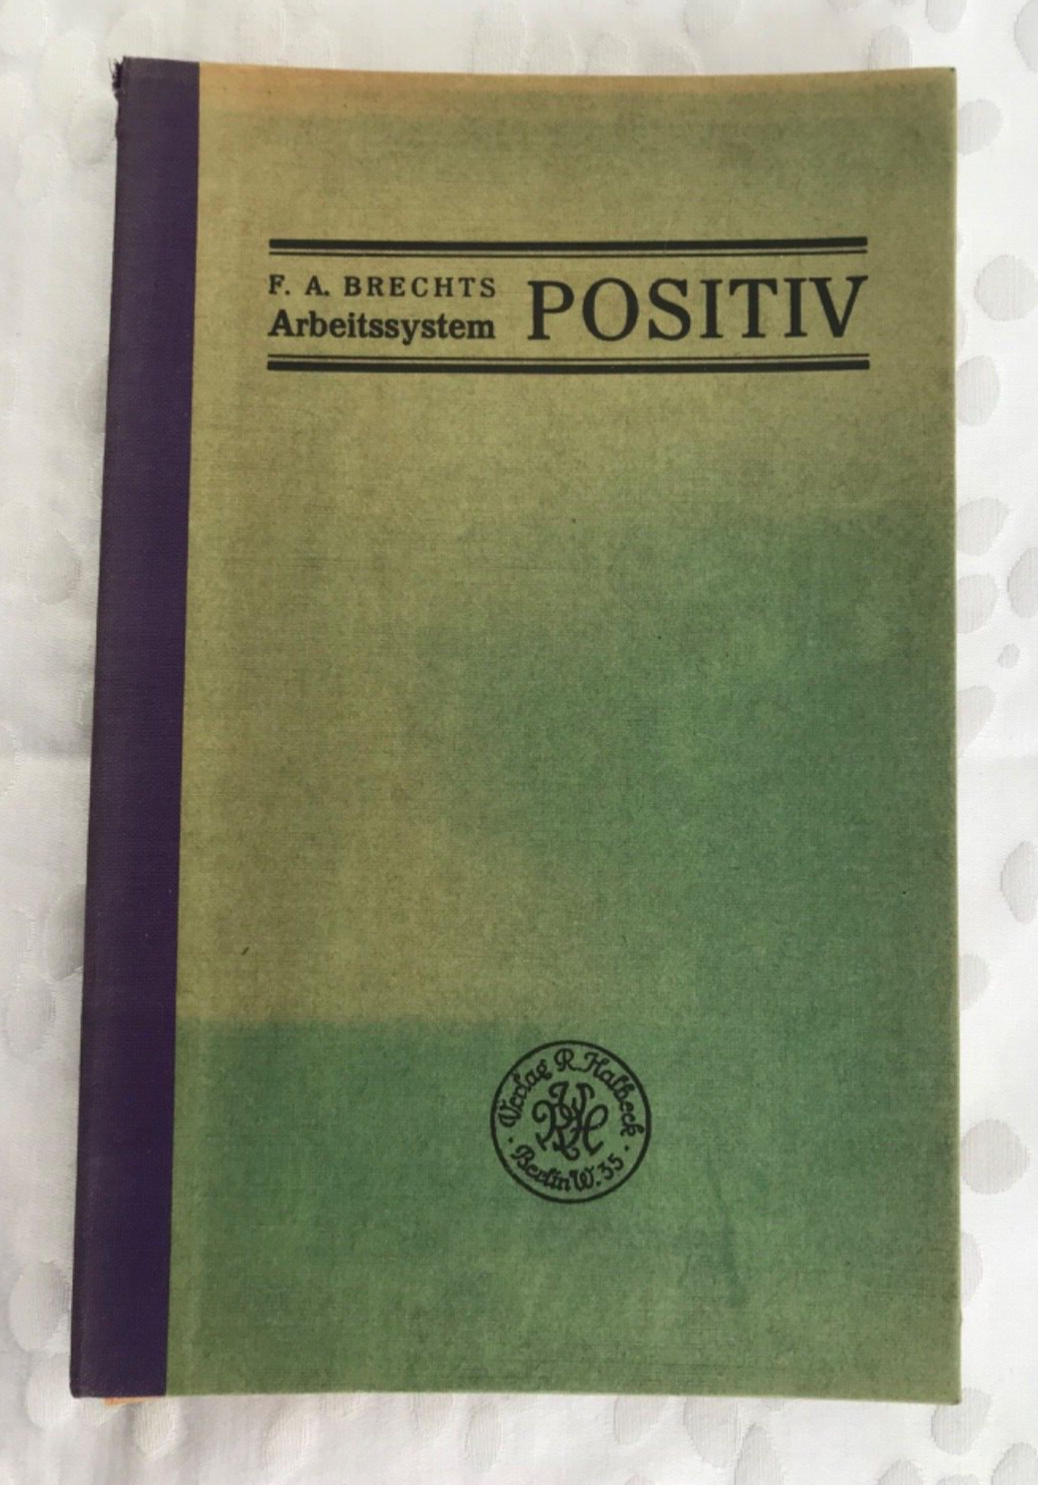 F. A. BRECHTS
Arbeitssystem
POSITIV
Verlag R. Halbeck
Berlin W. 35